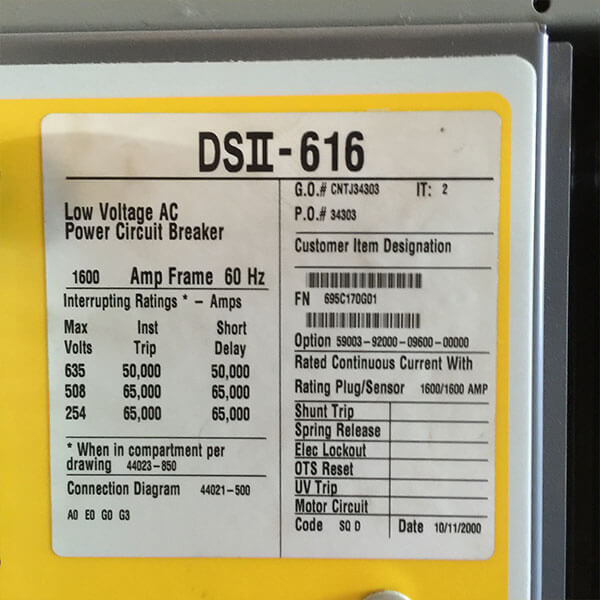 DSII-616
Low Voltage AC
Power Circuit Breaker
1600 Amp Frame 60 Hz
Interrupting Ratings * – Amps
Max Inst Short
Volts Trip Delay
635 50,000 50,000
508 65,000 65,000
254 65,000 65,000
* When in compartment per
drawing 44023-850
Connection Diagram 44021-500
A0 E0 G0 G3
G.O.# CNTJ34303 IT: 2
P.O.# 34303
Customer Item Designation
FN 695C170G01
Option 59003-92000-09600-00000
Rated Continuous Current With
Rating Plug/Sensor 1600/1600 AMP
Shunt Trip
Spring Release
Elec Lockout
OTS Reset
UV Trip
Motor Circuit
Code SQ D Date 10/11/2000